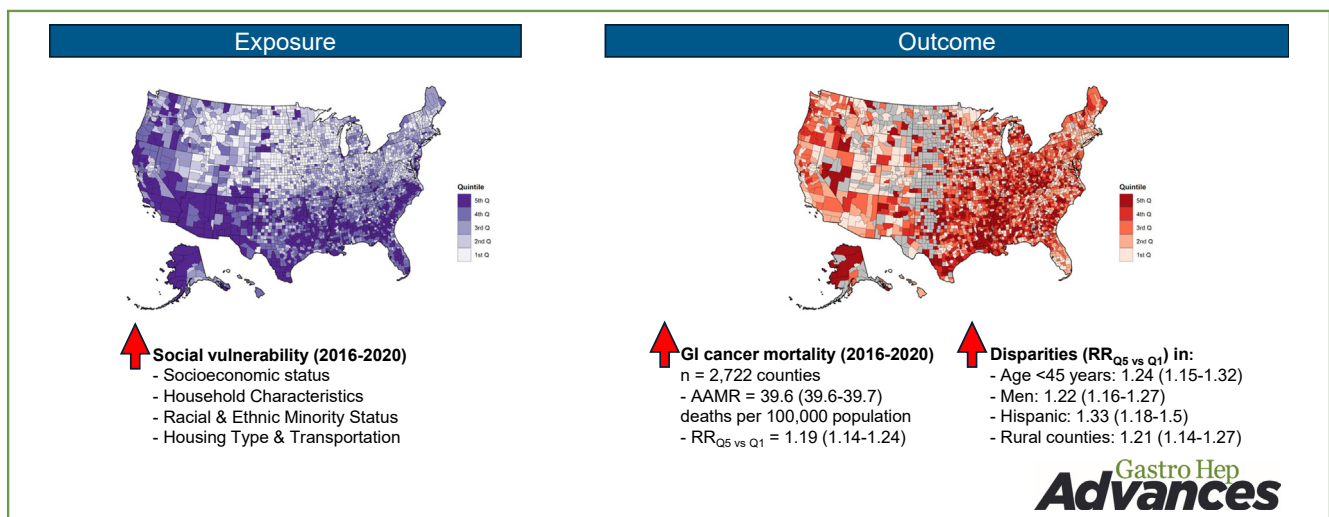 Exposure
Quintile
5th Q
4th Q
3rd Q
2nd Q
1st Q
Social vulnerability (2016-2020)
- Socioeconomic status
- Household Characteristics
- Racial & Ethnic Minority Status
- Housing Type & Transportation
Outcome
Quintile
5th Q
4th Q
3rd Q
2nd Q
1st Q
GI cancer mortality (2016-2020)
n = 2,722 counties
- AAMR = 39.6 (39.6-39.7)
deaths per 100,000 population
- RRQ5 vs Q1 = 1.19 (1.14-1.24)
Disparities (RRQ5 vs Q1) in:
- Age <45 years: 1.24 (1.15-1.32)
- Men: 1.22 (1.16-1.27)
- Hispanic: 1.33 (1.18-1.5)
- Rural counties: 1.21 (1.14-1.27)
Gastro Hep
Advances